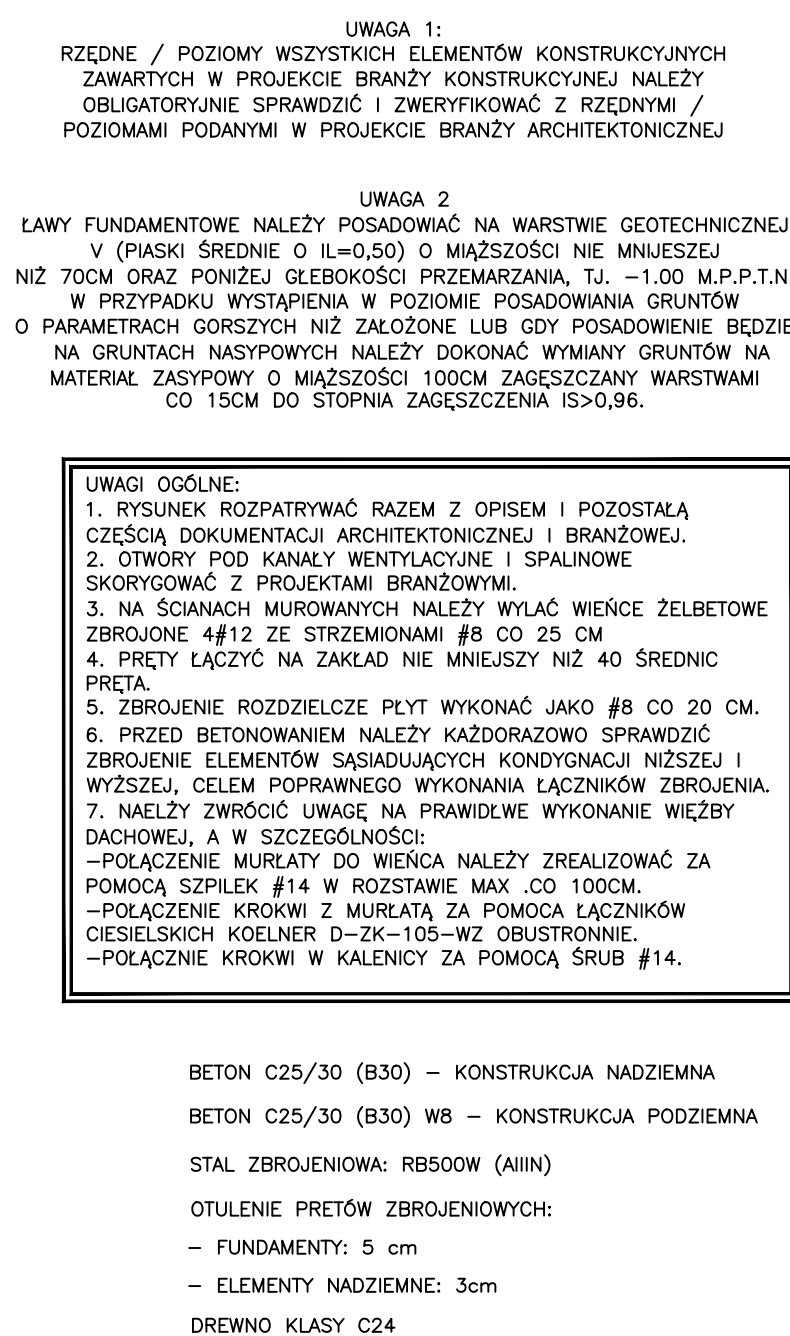 UWAGA 1:
RZĘDNE / POZIOMY WSZYSTKICH ELEMENTÓW KONSTRUKCYJNYCH
ZAWARTYCH W PROJEKCIE BRANŻY KONSTRUKCYJNEJ NALEŻY
OBLIGATORYJNIE SPRAWDZIĆ I ZWERYFIKOWAĆ Z RZĘDNYMI /
POZIOMAMI PODANYMI W PROJEKCIE BRANŻY ARCHITEKTONICZNEJ
UWAGA 2
ŁAWY FUNDAMENTOWE NALEŻY POSADOWIAĆ NA WARSTWIE GEOTECHNICZNEJ
V (PIASKI ŚREDNIE O IL=0,50) O MIĄŻSZOŚCI NIE MNIJESZEJ
NIŻ 70CM ORAZ PONIŻEJ GŁEBOKOŚCI PRZEMARZANIA, TJ. −1.00 M.P.P.T.N
W PRZYPADKU WYSTĄPIENIA W POZIOMIE POSADOWIANIA GRUNTÓW
O PARAMETRACH GORSZYCH NIŻ ZAŁOŻONE LUB GDY POSADOWIENIE BĘDZIE
NA GRUNTACH NASYPOWYCH NALEŻY DOKONAĆ WYMIANY GRUNTÓW NA
MATERIAŁ ZASYPOWY O MIĄŻSZOŚCI 100CM ZAGĘSZCZANY WARSTWAMI
CO 15CM DO STOPNIA ZAGĘSZCZENIA IS>0,96.
UWAGI OGÓLNE:
1. RYSUNEK ROZPATRYWAĆ RAZEM Z OPISEM I POZOSTAŁĄ
CZĘŚCIĄ DOKUMENTACJI ARCHITEKTONICZNEJ I BRANŻOWEJ.
2. OTWORY POD KANAŁY WENTYLACYJNE I SPALINOWE
SKORYGOWAĆ Z PROJEKTAMI BRANŻOWYMI.
3. NA ŚCIANACH MUROWANYCH NALEŻY WYLAĆ WIEŃCE ŻELBETOWE
ZBROJONE 4#12 ZE STRZEMIONAMI #8 CO 25 CM
4. PRĘTY ŁĄCZYĆ NA ZAKŁAD NIE MNIEJSZY NIŻ 40 ŚREDNIC
PRĘTA.
5. ZBROJENIE ROZDZIELCZE PŁYT WYKONAĆ JAKO #8 CO 20 CM.
6. PRZED BETONOWANIEM NALEŻY KAŻDORAZOWO SPRAWDZIĆ
ZBROJENIE ELEMENTÓW SĄSIADUJĄCYCH KONDYGNACJI NIŻSZEJ I
WYŻSZEJ, CELEM POPRAWNEGO WYKONANIA ŁĄCZNIKÓW ZBROJENIA.
7. NAELŻY ZWRÓCIĆ UWAGĘ NA PRAWIDŁWE WYKONANIE WIĘŹBY
DACHOWEJ, A W SZCZEGÓLNOŚCI:
−POŁĄCZENIE MURŁATY DO WIEŃCA NALEŻY ZREALIZOWAĆ ZA
POMOCĄ SZPILEK #14 W ROZSTAWIE MAX .CO 100CM.
−POŁĄCZENIE KROKWI Z MURŁATĄ ZA POMOCA ŁĄCZNIKÓW
CIESIELSKICH KOELNER D−ZK−105−WZ OBUSTRONNIE.
−POŁĄCZNIE KROKWI W KALENICY ZA POMOCĄ ŚRUB #14.
BETON C25/30 (B30) − KONSTRUKCJA NADZIEMNA
BETON C25/30 (B30) W8 − KONSTRUKCJA PODZIEMNA
STAL ZBROJENIOWA: RB500W (AIIIN)
OTULENIE PRETÓW ZBROJENIOWYCH:
− FUNDAMENTY: 5 cm
− ELEMENTY NADZIEMNE: 3cm
DREWNO KLASY C24